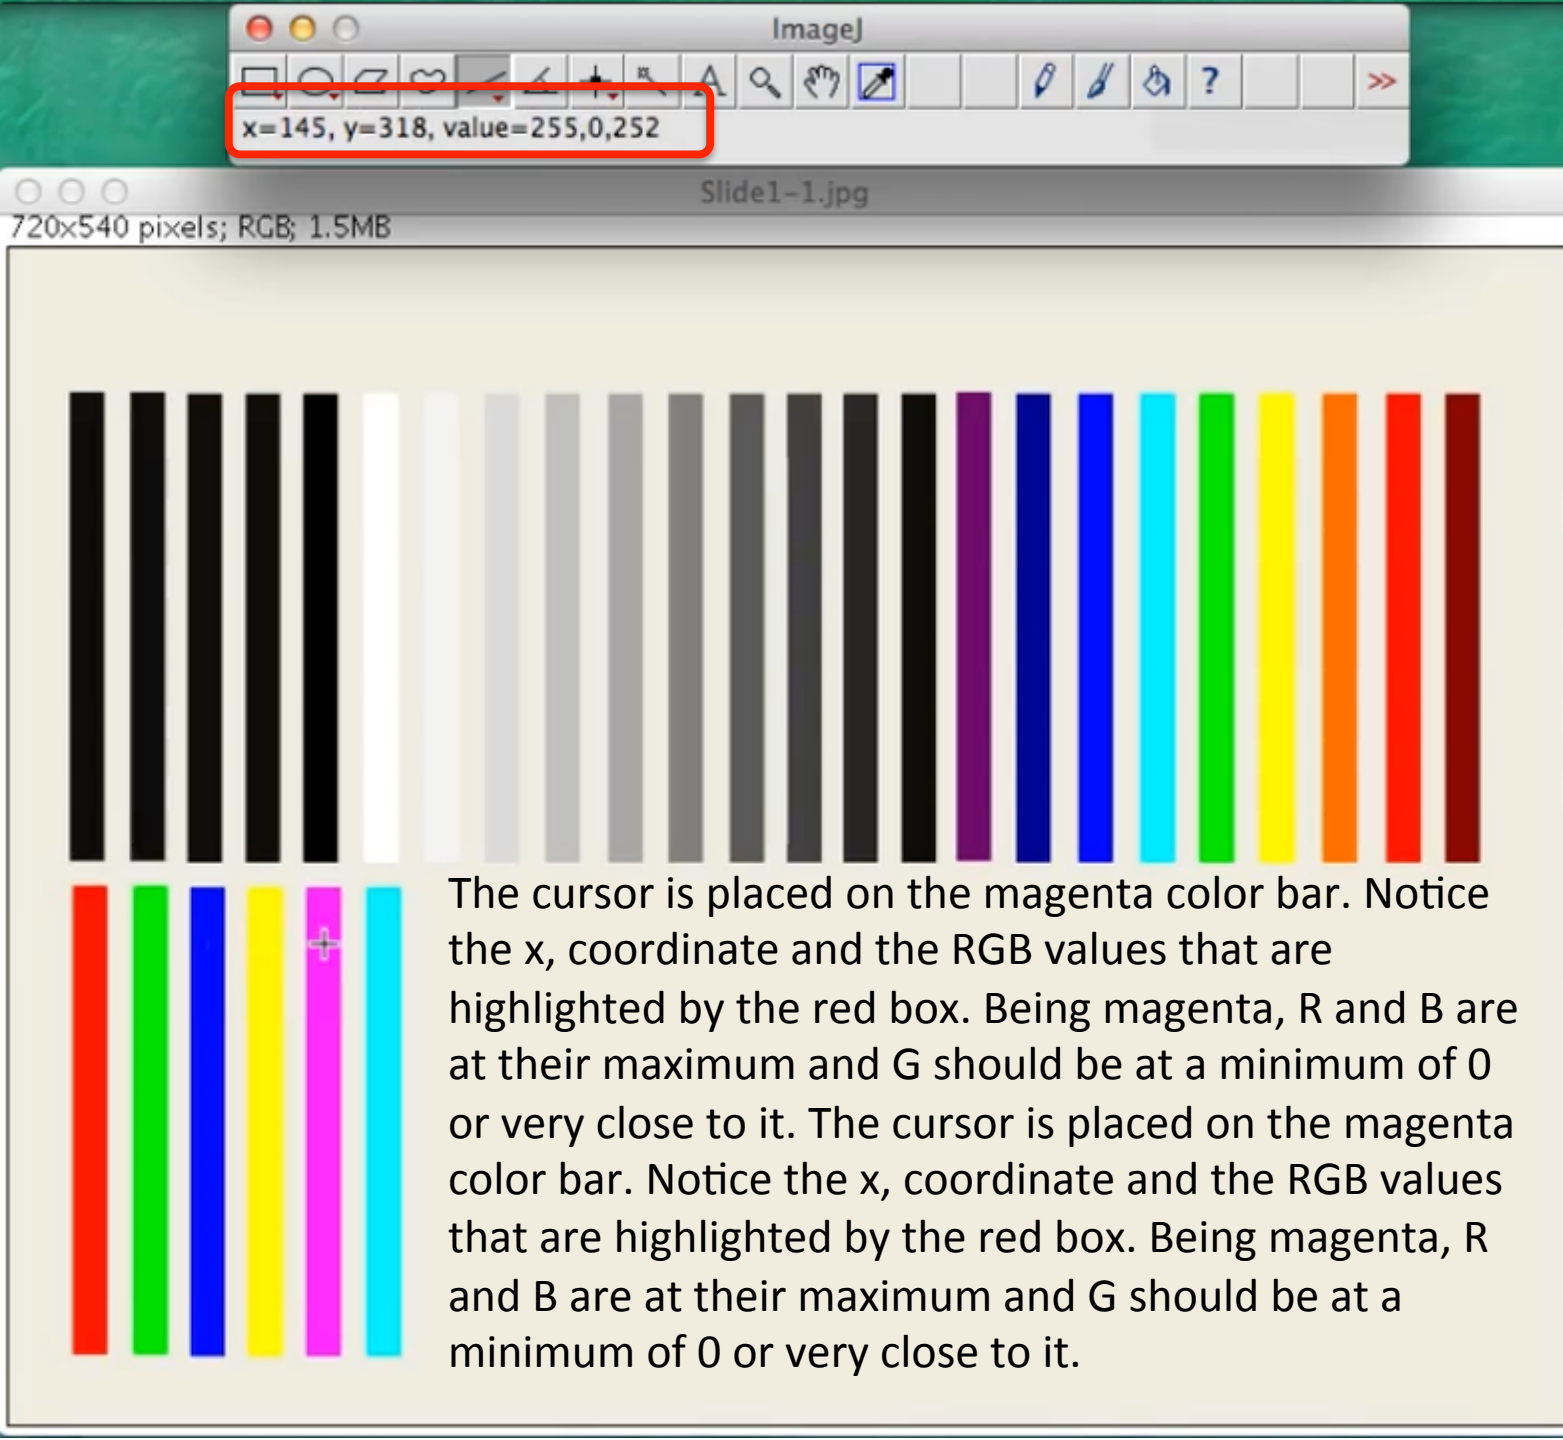 ImageJ
A ? >>
x=145, y=318, value=255,0,252
Slide1-1.jpg
720x540 pixels; RGB; 1.5MB
The cursor is placed on the magenta color bar. Notice
the x, coordinate and the RGB values that are
highlighted by the red box. Being magenta, R and B are
at their maximum and G should be at a minimum of 0
or very close to it. The cursor is placed on the magenta
color bar. Notice the x, coordinate and the RGB values
that are highlighted by the red box. Being magenta, R
and B are at their maximum and G should be at a
minimum of 0 or very close to it.